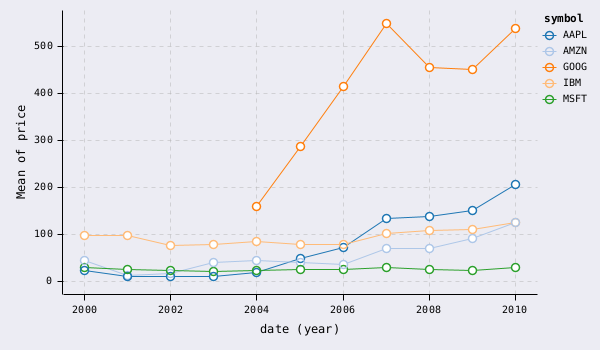 symbol
AAPL
AMZN
GOOG
IBM
MSFT
Mean of price
500
400
300
200
100
0
2000 2002 2004 2006 2008 2010
date (year)